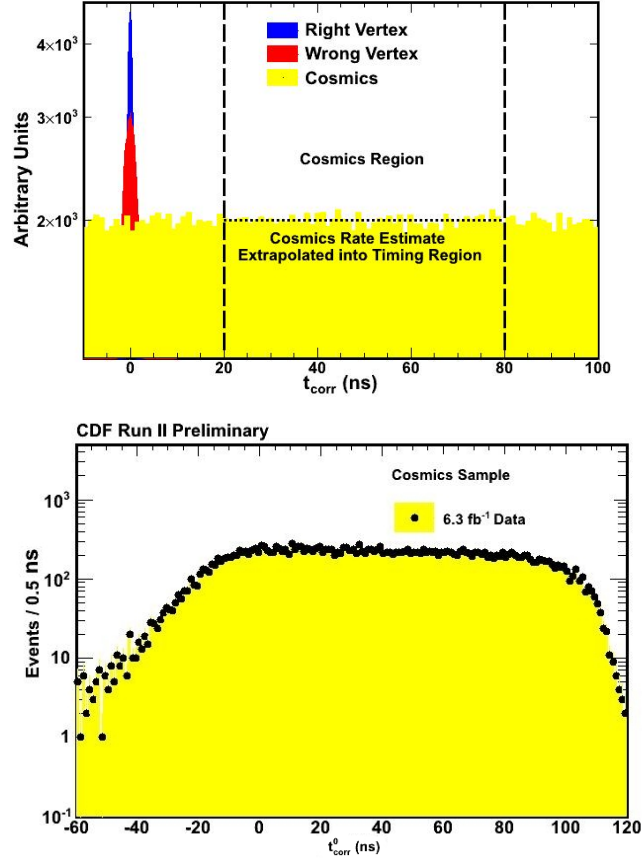 4×10³
3×10³
2×10³
Arbitrary Units
Right Vertex
Wrong Vertex
Cosmics
Cosmics Region
Cosmics Rate Estimate
Extrapolated into Timing Region
0 20 40 60 80 100
t_corr (ns)
CDF Run II Preliminary
Cosmics Sample
6.3 fb⁻¹ Data
Events / 0.5 ns
10³
10²
10
1
10⁻¹
-60 -40 -20 0 20 40 60 80 100 120
t⁰_corr (ns)